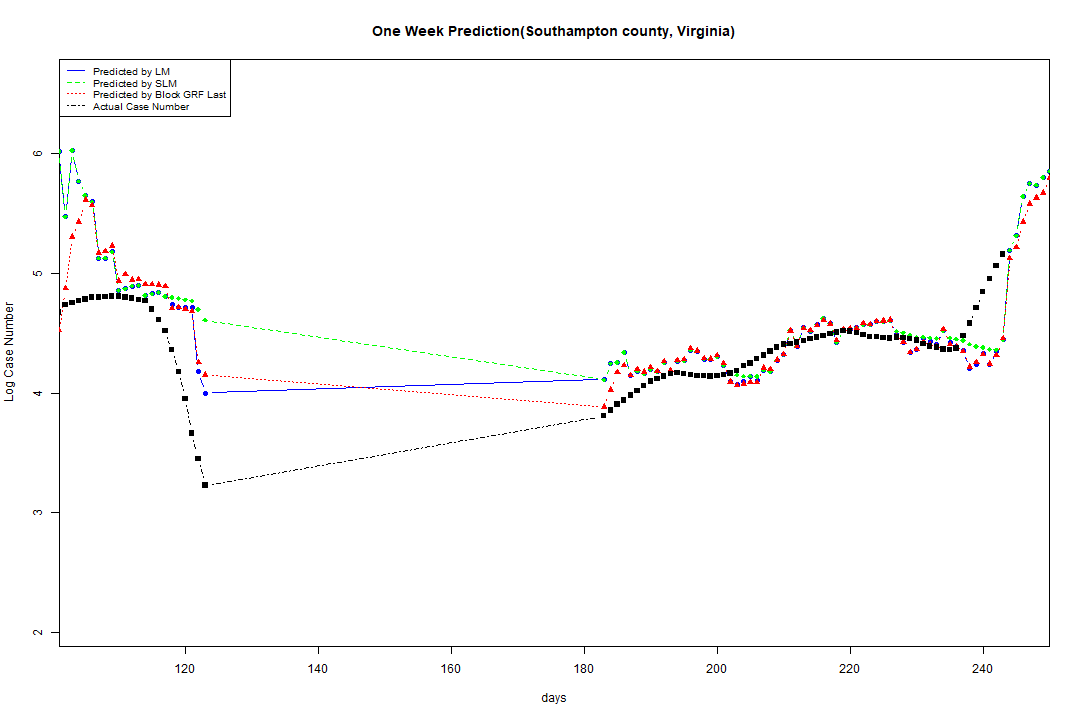 One Week Prediction(Southampton county, Virginia)
Predicted by LM
Predicted by SLM
Predicted by Block GRF Last
Actual Case Number
6
5
4
3
2
Log Case Number
120 140 160 180 200 220 240
days